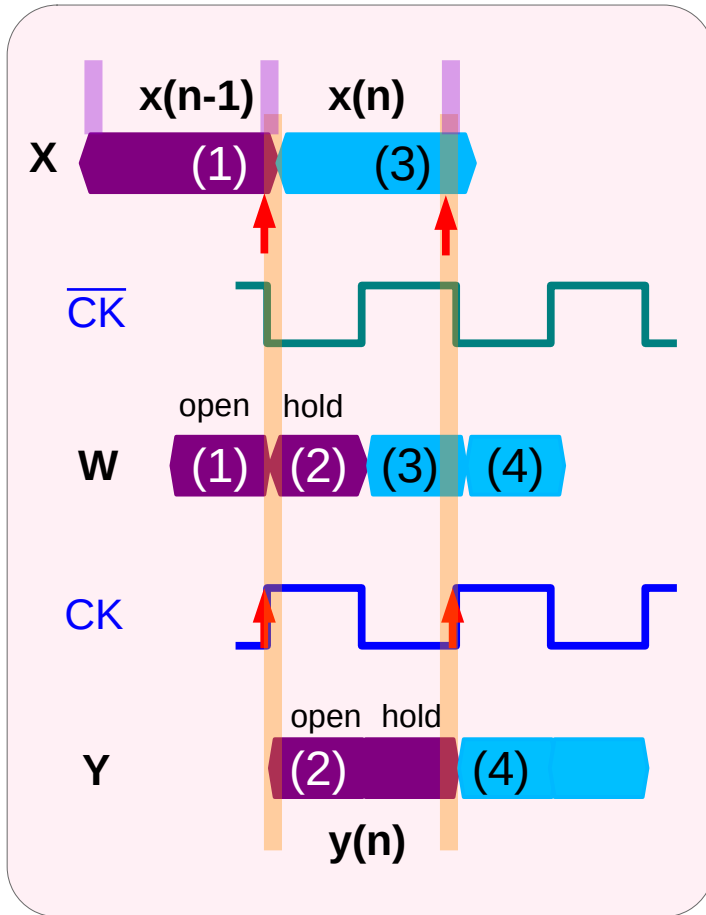 x(n-1) x(n)
X (1) (3)
CK
open hold
W (1) (2) (3) (4)
CK
open hold
Y (2) (4)
y(n)